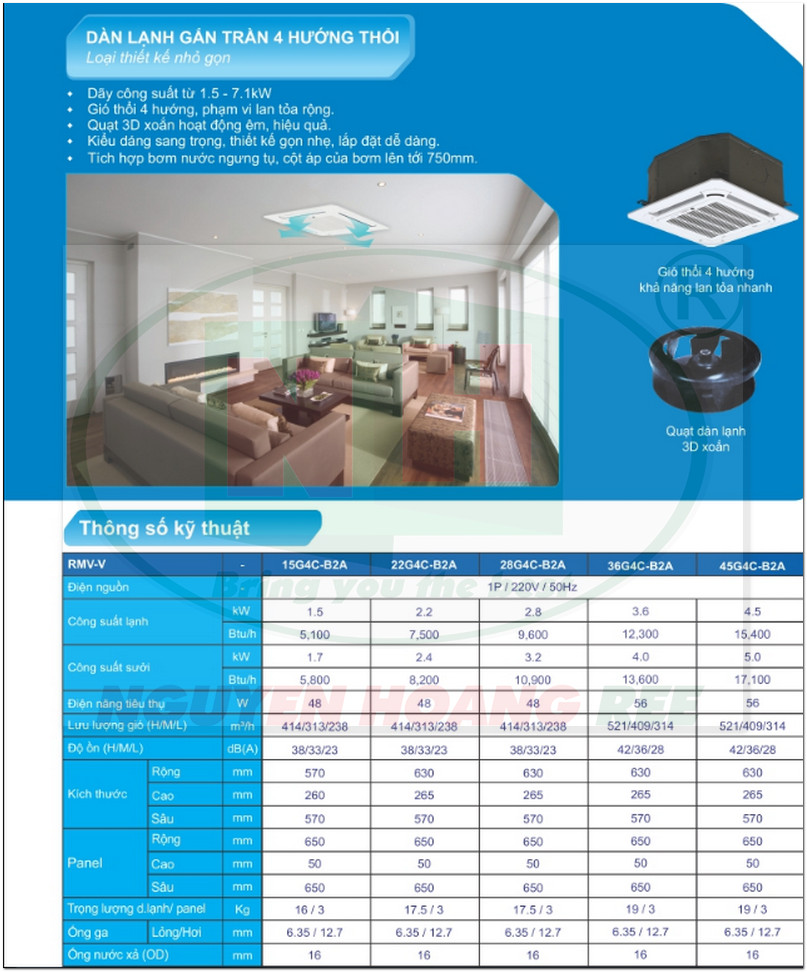 DÀN LẠNH GẮN TRẦN 4 HƯỚNG THỔI
Loại thiết kế nhỏ gọn
Dãy công suất từ 1.5 - 7.1kW
Gió thổi 4 hướng, phạm vi lan tỏa rộng.
Quạt 3D xoắn hoạt động êm, hiệu quả.
Kiểu dáng sang trọng, thiết kế gọn nhẹ, lắp đặt dễ dàng.
Tích hợp bơm nước ngưng tụ, cột áp của bơm lên tới 750mm.
Gió thổi 4 hướng
khả năng lan tỏa nhanh
®
Quạt dàn lạnh
3D xoắn
Thông số kỹ thuật
RMV-V - 15G4C-B2A 22G4C-B2A 28G4C-B2A 36G4C-B2A 45G4C-B2A
Điện nguồn - 1P / 220V / 50Hz
Bring you the
Công suất lạnh kW 1.5 2.2 2.8 3.6 4.5
Btu/h 5,100 7,500 9,600 12,300 15,400
Công suất sưởi kW 1.7 2.4 3.2 4.0 5.0
Btu/h 5,800 8,200 10,900 13,600 17,100
NGUYEN HOANG REE
Điện năng tiêu thụ W 48 48 48 56 56
Lưu lượng gió (H/M/L) m³/h 414/313/238 414/313/238 414/313/238 521/409/314 521/409/314
Độ ồn (H/M/L) dB(A) 38/33/23 38/33/23 38/33/23 42/36/28 42/36/28
Kích thước Rộng mm 570 630 630 630 630
Cao mm 260 265 265 265 265
Sâu mm 570 570 570 570 570
Panel Rộng mm 650 650 650 650 650
Cao mm 50 50 50 50 50
Sâu mm 650 650 650 650 650
Trọng lượng d.lạnh/ panel Kg 16 / 3 17.5 / 3 17.5 / 3 19 / 3 19 / 3
Ống ga Lỏng/Hơi mm 6.35 / 12.7 6.35 / 12.7 6.35 / 12.7 6.35 / 12.7 6.35 / 12.7
Ống nước xả (OD) mm 16 16 16 16 16